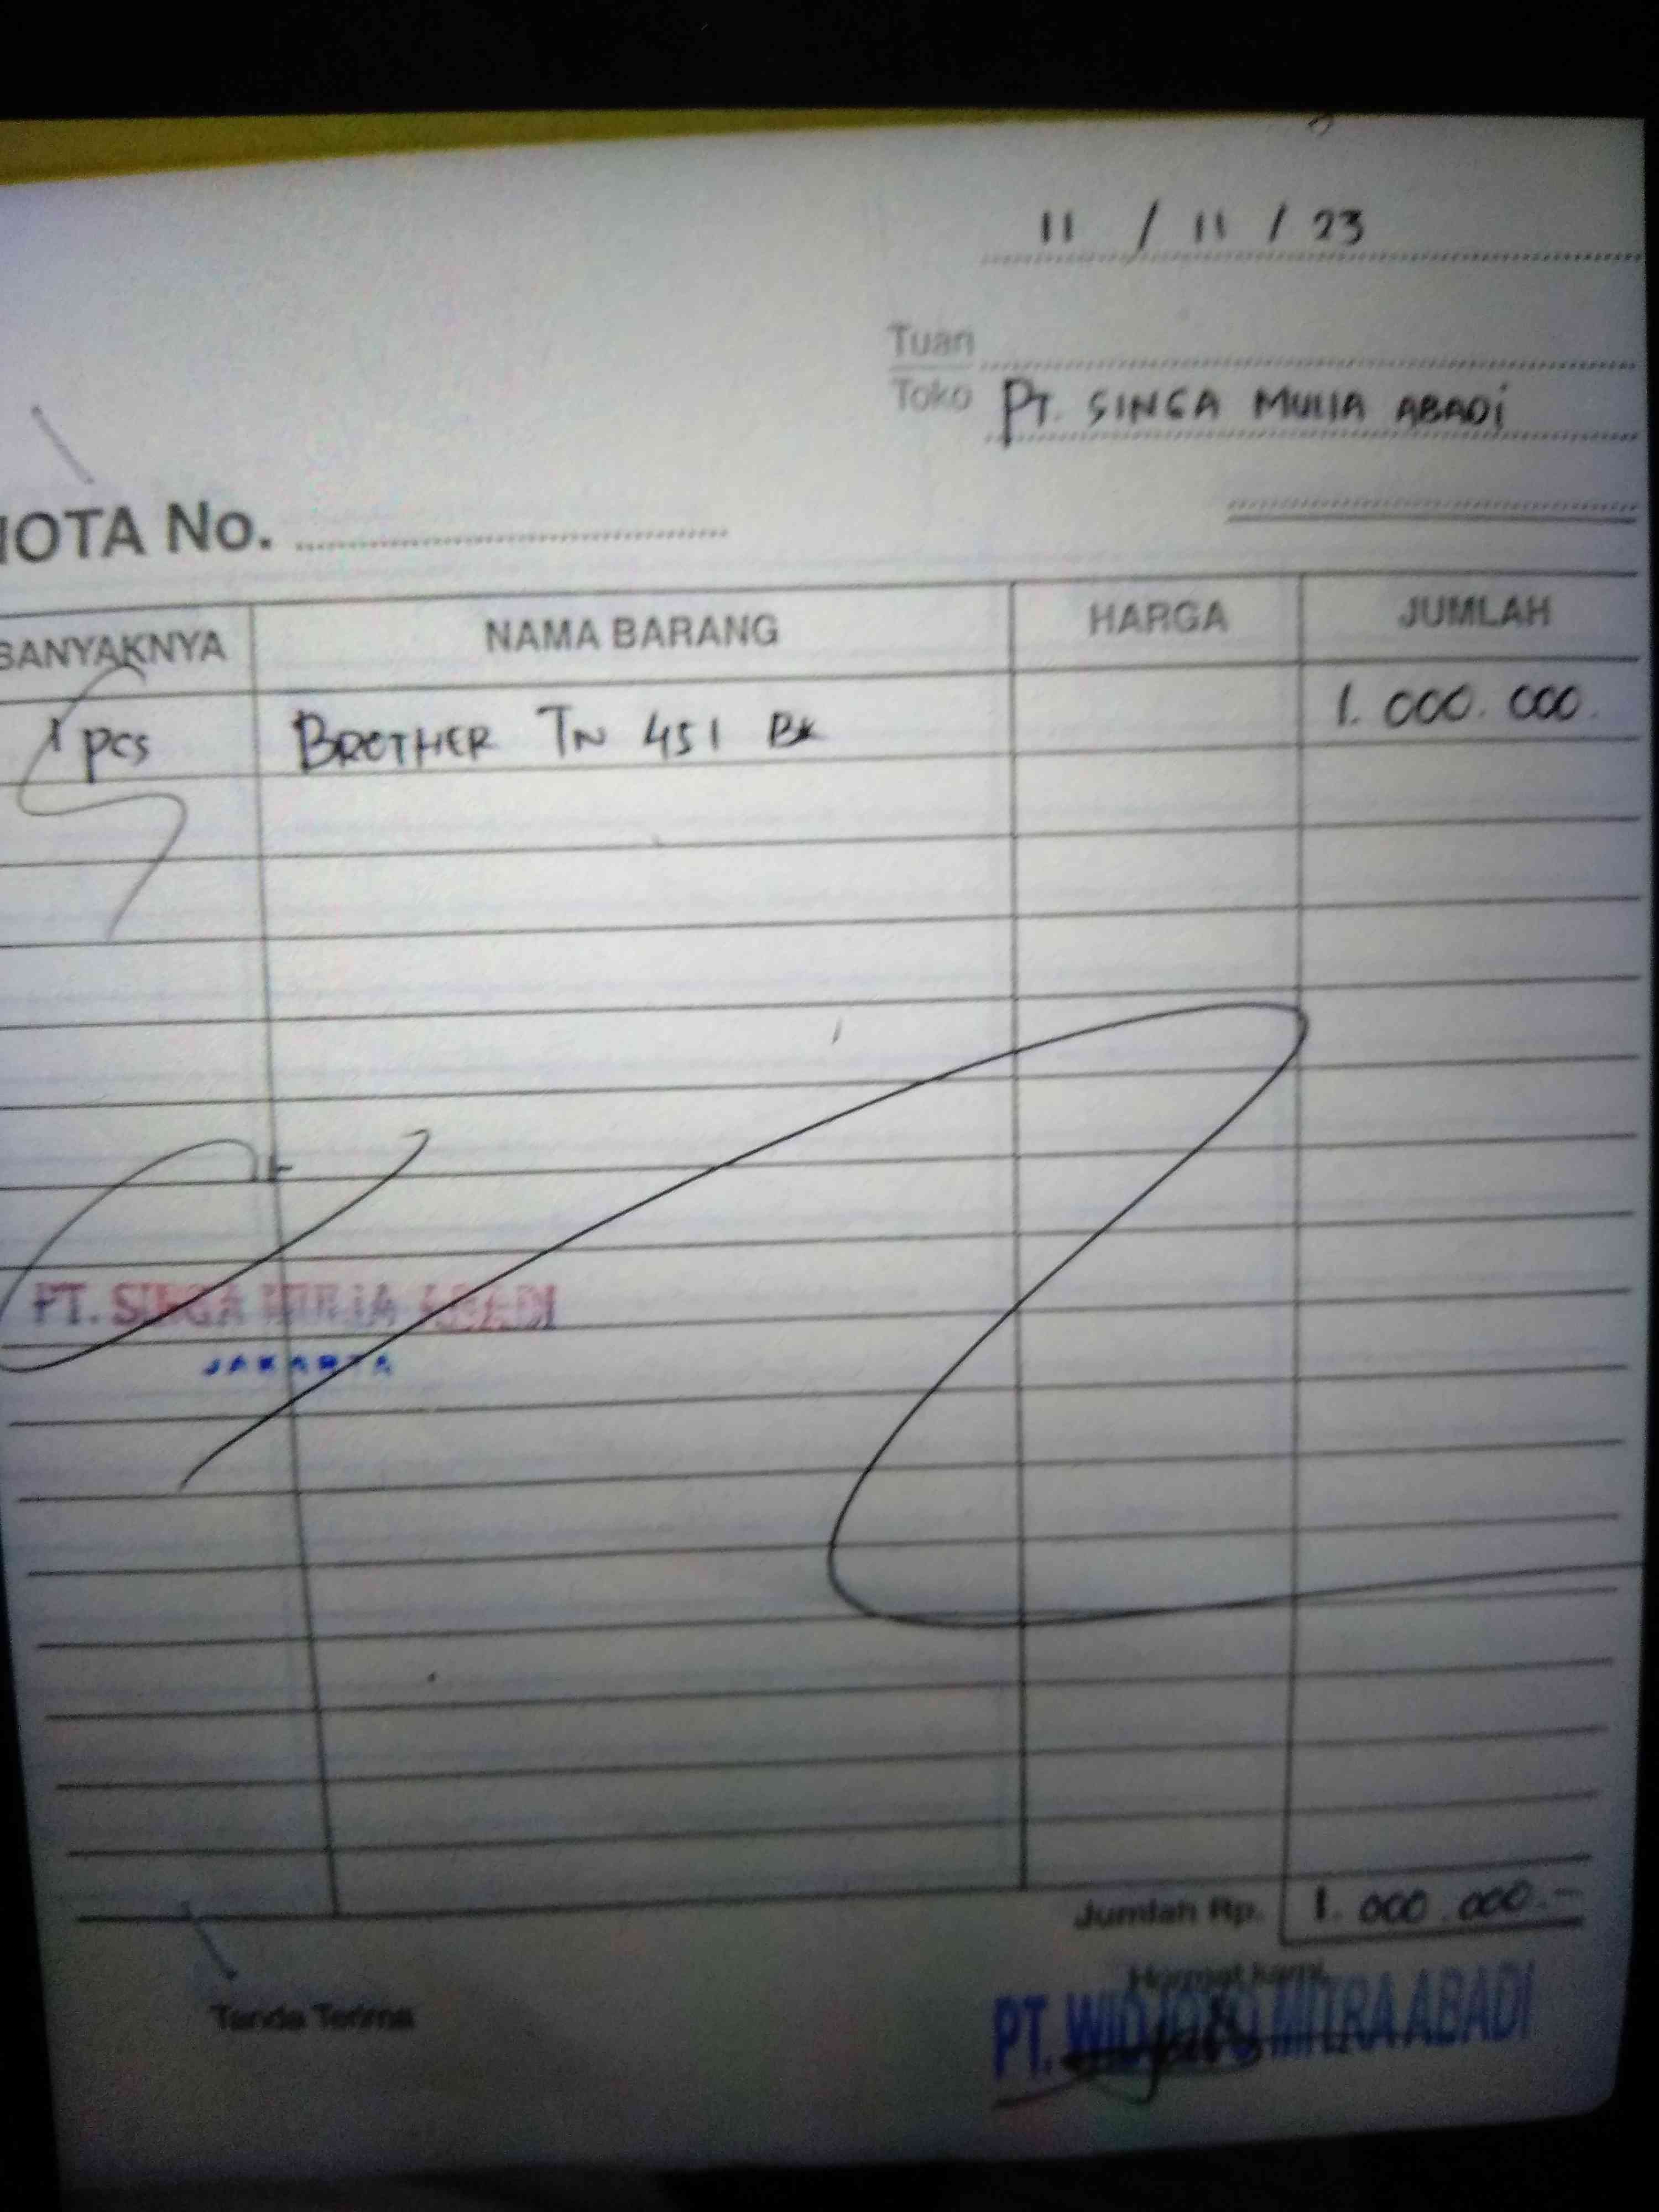 11 / 11 / 23
Tuan
Toko PT. SINGA MULIA ABADI
NOTA No.
BANYAKNYA NAMA BARANG HARGA JUMLAH
1 pcs BROTHER TN 451 BK 1.000.000
PT. SINGA MULIA ABADI
JAKARTA
Jumlah Rp. 1.000.000.-
Tanda Terima Hormat kami,
PT. WIDJOYO MITRA ABADI